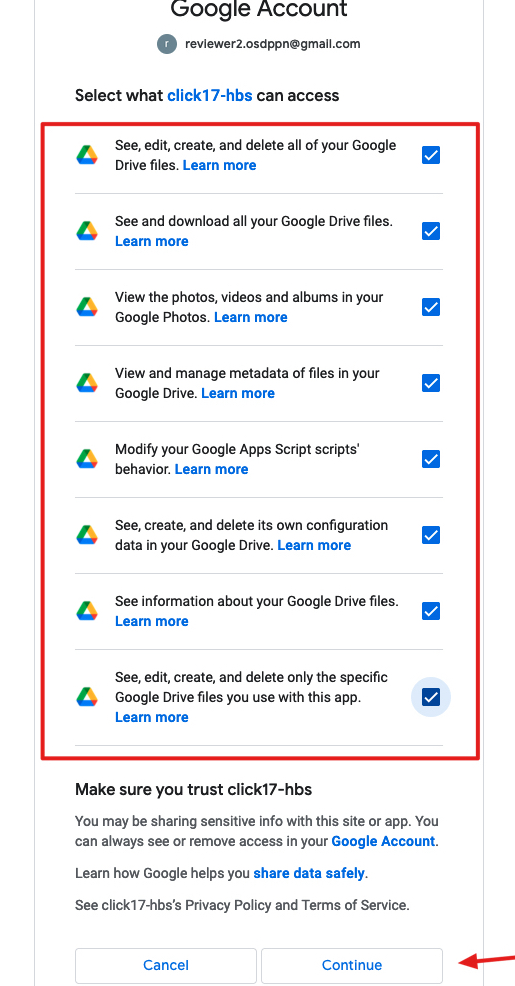 Google Account
r reviewer2.osdppn@gmail.com
Select what click17-hbs can access
See, edit, create, and delete all of your Google
Drive files. Learn more
See and download all your Google Drive files.
Learn more
View the photos, videos and albums in your
Google Photos. Learn more
View and manage metadata of files in your
Google Drive. Learn more
Modify your Google Apps Script scripts'
behavior. Learn more
See, create, and delete its own configuration
data in your Google Drive. Learn more
See information about your Google Drive files.
Learn more
See, edit, create, and delete only the specific
Google Drive files you use with this app.
Learn more
Make sure you trust click17-hbs
You may be sharing sensitive info with this site or app. You
can always see or remove access in your Google Account.
Learn how Google helps you share data safely.
See click17-hbs's Privacy Policy and Terms of Service.
Cancel Continue